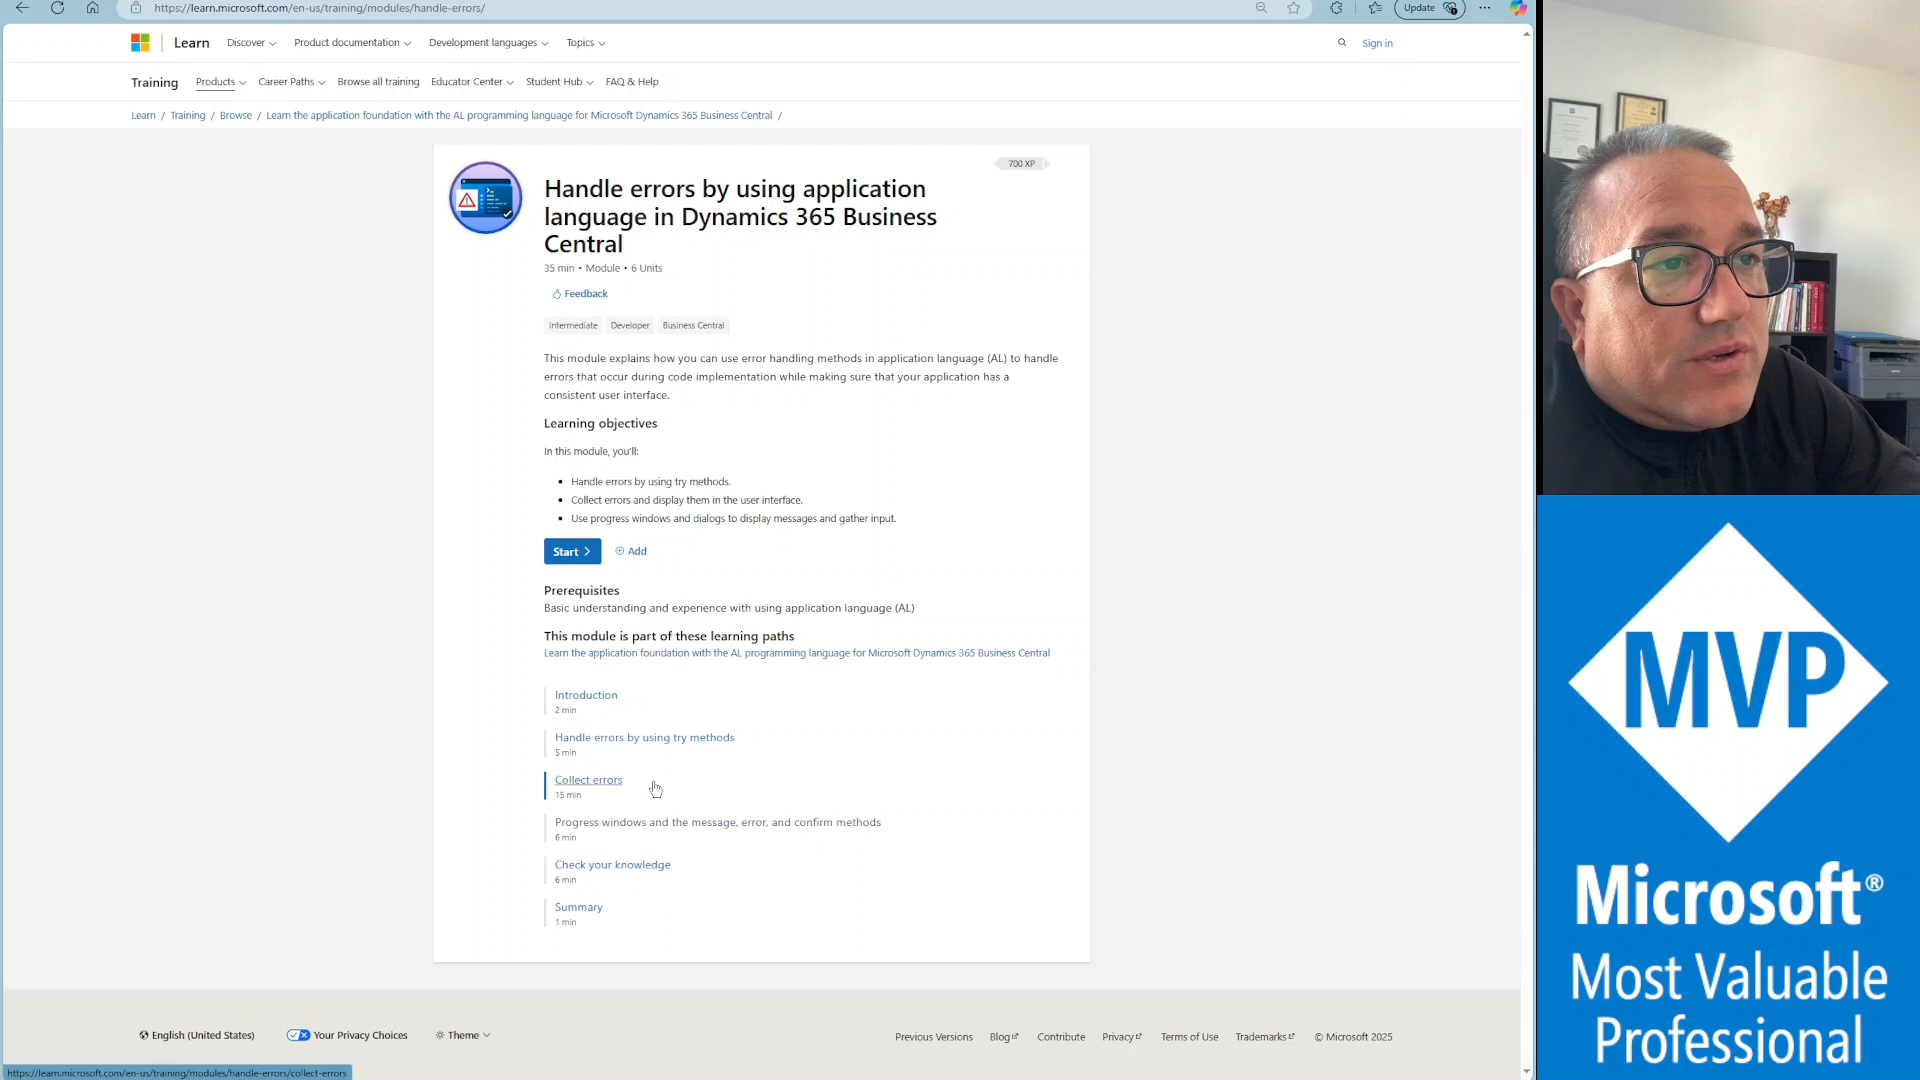 https://learn.microsoft.com/en-us/training/modules/handle-errors/
Update
Learn
Discover
Product documentation
Development languages
Topics
Sign in
Training
Products
Career Paths
Browse all training
Educator Center
Student Hub
FAQ & Help
Learn / Training / Browse / Learn the application foundation with the AL programming language for Microsoft Dynamics 365 Business Central /
700 XP
Handle errors by using application
language in Dynamics 365 Business
Central
35 min • Module • 6 Units
Feedback
Intermediate
Developer
Business Central
This module explains how you can use error handling methods in application language (AL) to handle
errors that occur during code implementation while making sure that your application has a
consistent user interface.
Learning objectives
In this module, you'll:
• Handle errors by using try methods.
• Collect errors and display them in the user interface.
• Use progress windows and dialogs to display messages and gather input.
Start
Add
Prerequisites
Basic understanding and experience with using application language (AL)
This module is part of these learning paths
Learn the application foundation with the AL programming language for Microsoft Dynamics 365 Business Central
Introduction
2 min
Handle errors by using try methods
5 min
Collect errors
15 min
Progress windows and the message, error, and confirm methods
6 min
Check your knowledge
6 min
Summary
1 min
English (United States)
Your Privacy Choices
Theme
Previous Versions
Blog
Contribute
Privacy
Terms of Use
Trademarks
© Microsoft 2025
https://learn.microsoft.com/en-us/training/modules/handle-errors/collect-errors
MVP
Microsoft®
Most Valuable
Professional